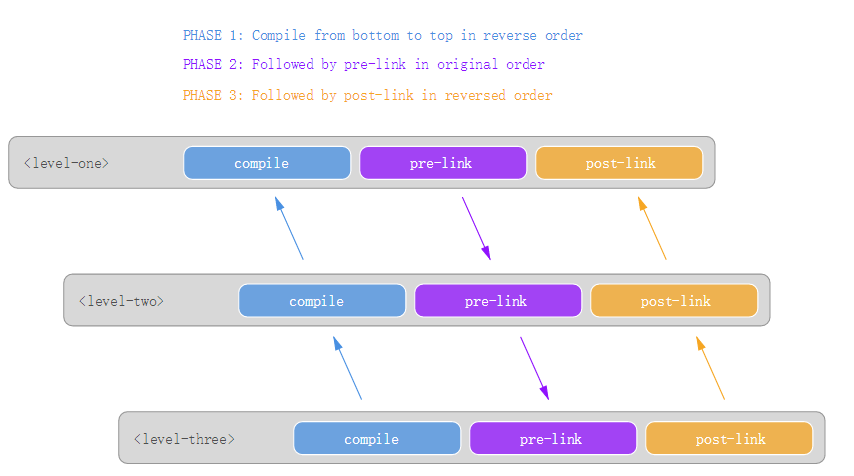 PHASE 1: Compile from bottom to top in reverse order
PHASE 2: Followed by pre-link in original order
PHASE 3: Followed by post-link in reversed order
<level-one> compile pre-link post-link
<level-two> compile pre-link post-link
<level-three> compile pre-link post-link